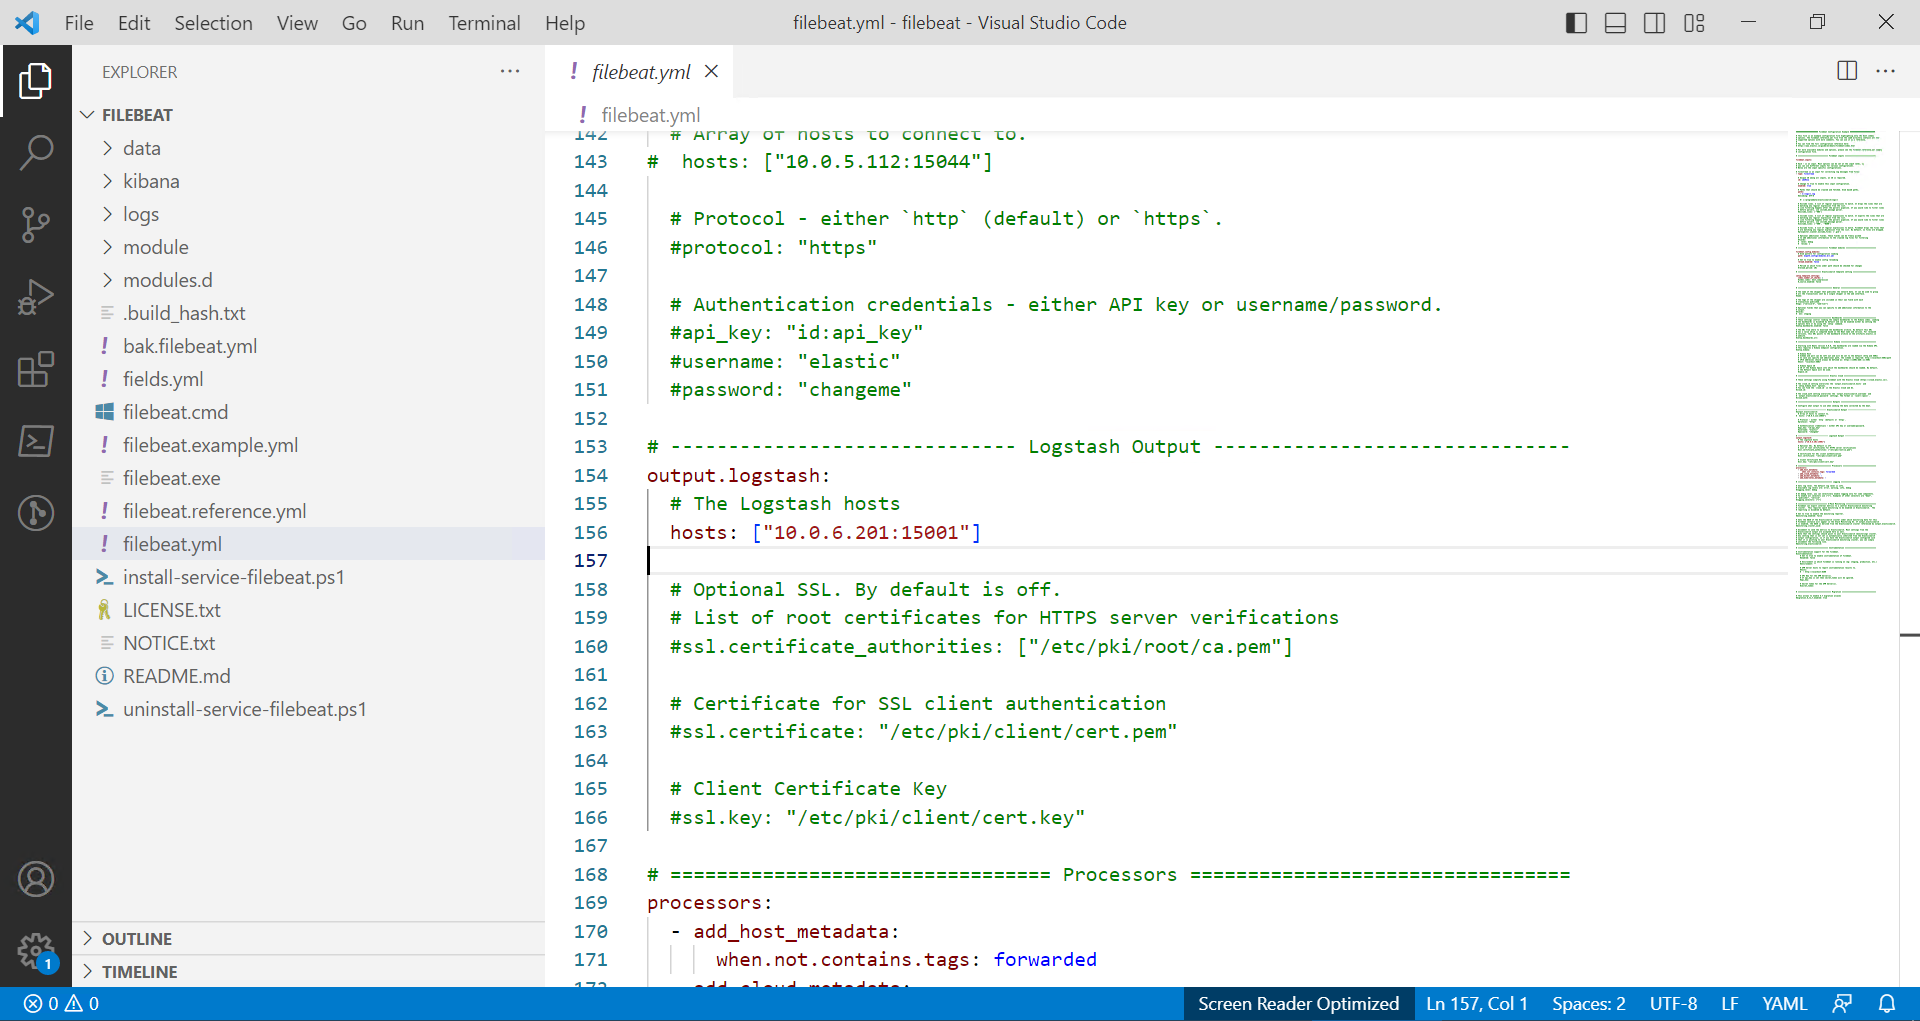 File Edit Selection View Go Run Terminal Help
filebeat.yml - filebeat - Visual Studio Code
EXPLORER
FILEBEAT
data
kibana
logs
module
modules.d
.build_hash.txt
bak.filebeat.yml
fields.yml
filebeat.cmd
filebeat.example.yml
filebeat.exe
filebeat.reference.yml
filebeat.yml
install-service-filebeat.ps1
LICENSE.txt
NOTICE.txt
README.md
uninstall-service-filebeat.ps1
OUTLINE
TIMELINE
1
! filebeat.yml
! filebeat.yml
142 # Array of hosts to connect to.
143 #  hosts: ["10.0.5.112:15044"]
144
145 # Protocol - either `http` (default) or `https`.
146 #protocol: "https"
147
148 # Authentication credentials - either API key or username/password.
149 #api_key: "id:api_key"
150 #username: "elastic"
151 #password: "changeme"
152
153 # ------------------------------ Logstash Output -------------------------------
154 output.logstash:
155 # The Logstash hosts
156 hosts: ["10.0.6.201:15001"]
157
158 # Optional SSL. By default is off.
159 # List of root certificates for HTTPS server verifications
160 #ssl.certificate_authorities: ["/etc/pki/root/ca.pem"]
161
162 # Certificate for SSL client authentication
163 #ssl.certificate: "/etc/pki/client/cert.pem"
164
165 # Client Certificate Key
166 #ssl.key: "/etc/pki/client/cert.key"
167
168 # ================================= Processors =================================
169 processors:
170 - add_host_metadata:
171 when.not.contains.tags: forwarded
172 - add_cloud_metadata:
0 0
Screen Reader Optimized Ln 157, Col 1 Spaces: 2 UTF-8 LF YAML